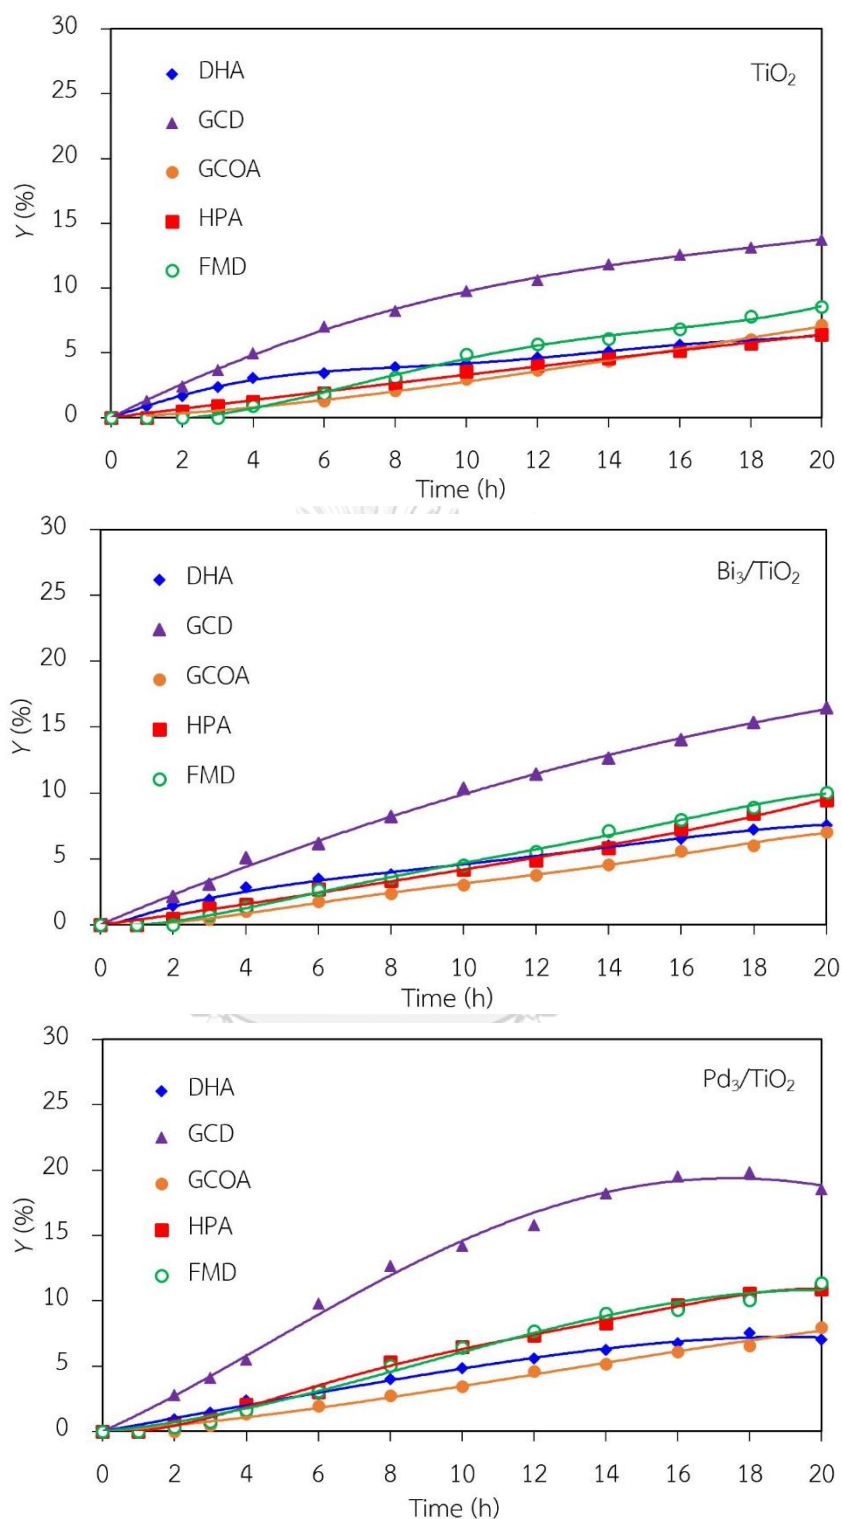 30
DHA
TiO₂
25
GCD
20
GCOA
15
HPA
10
FMD
5
0
Y (%)
0 2 4 6 8 10 12 14 16 18 20
Time (h)
30
DHA
Bi₃/TiO₂
25
GCD
20
GCOA
15
HPA
10
FMD
5
0
Y (%)
0 2 4 6 8 10 12 14 16 18 20
Time (h)
30
DHA
Pd₃/TiO₂
25
GCD
20
GCOA
15
HPA
10
FMD
5
0
Y (%)
0 2 4 6 8 10 12 14 16 18 20
Time (h)